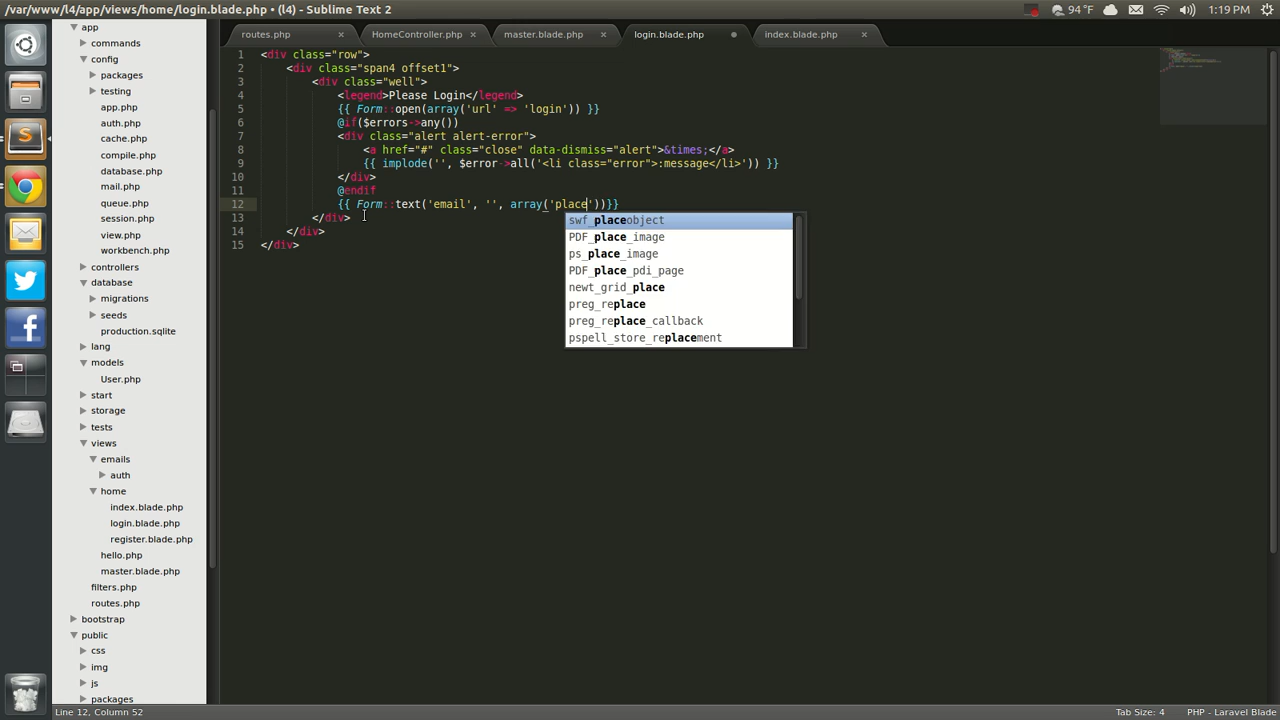 /var/www/l4/app/views/home/login.blade.php • (l4) - Sublime Text 2
94 °F
1:19 PM
app
commands
config
packages
testing
app.php
auth.php
cache.php
compile.php
database.php
mail.php
queue.php
session.php
view.php
workbench.php
controllers
database
migrations
seeds
production.sqlite
lang
models
User.php
start
storage
tests
views
emails
auth
home
index.blade.php
login.blade.php
register.blade.php
hello.php
master.blade.php
filters.php
routes.php
bootstrap
public
css
img
js
packages
routes.php
HomeController.php
master.blade.php
login.blade.php
index.blade.php
1 <div class="row">
2 <div class="span4 offset1">
3 <div class="well">
4 <legend>Please Login</legend>
5 {{ Form::open(array('url' => 'login')) }}
6 @if($errors->any())
7 <div class="alert alert-error">
8 <a href="#" class="close" data-dismiss="alert">&times;</a>
9 {{ implode('', $error->all('<li class="error">:message</li>')) }}
10 </div>
11 @endif
12 {{ Form::text('email', '', array('place'))}}
13 </div>
14 </div>
15 </div>
swf_placeobject
PDF_place_image
ps_place_image
PDF_place_pdi_page
newt_grid_place
preg_replace
preg_replace_callback
pspell_store_replacement
Line 12, Column 52
Tab Size: 4
PHP - Laravel Blade